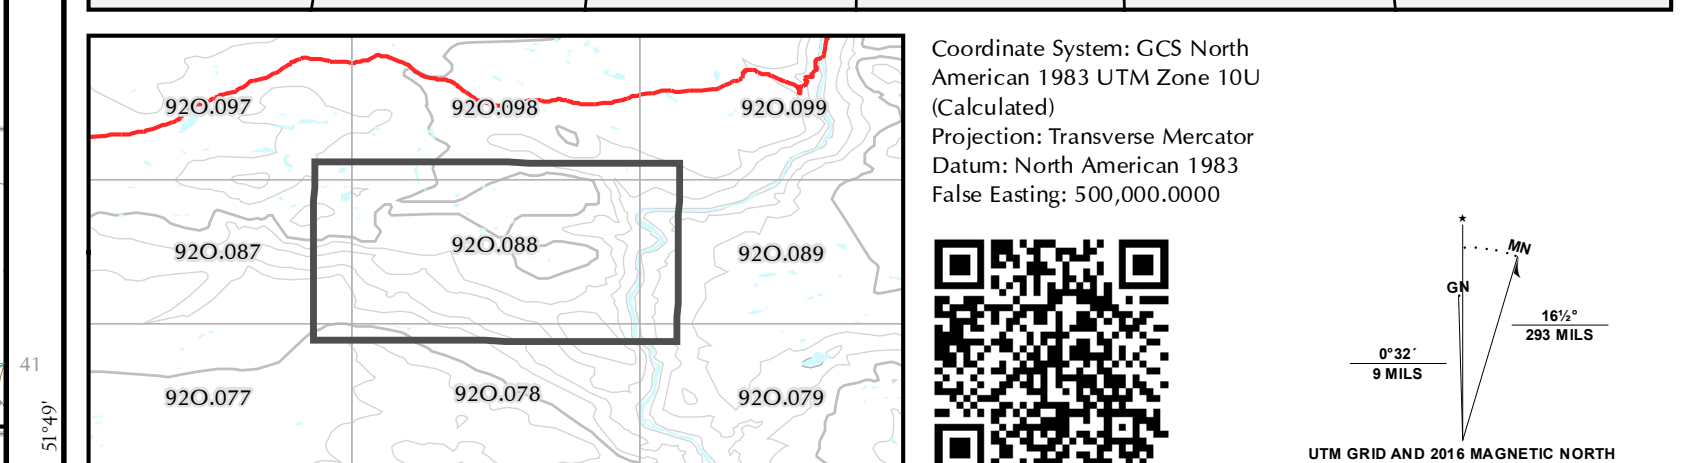 92O.097
92O.098
92O.099
92O.087
92O.088
92O.089
92O.077
92O.078
92O.079
41
51°49'
Coordinate System: GCS North
American 1983 UTM Zone 10U
(Calculated)
Projection: Transverse Mercator
Datum: North American 1983
False Easting: 500,000.0000
MN
GN
16½°
293 MILS
0°32´
9 MILS
UTM GRID AND 2016 MAGNETIC NORTH